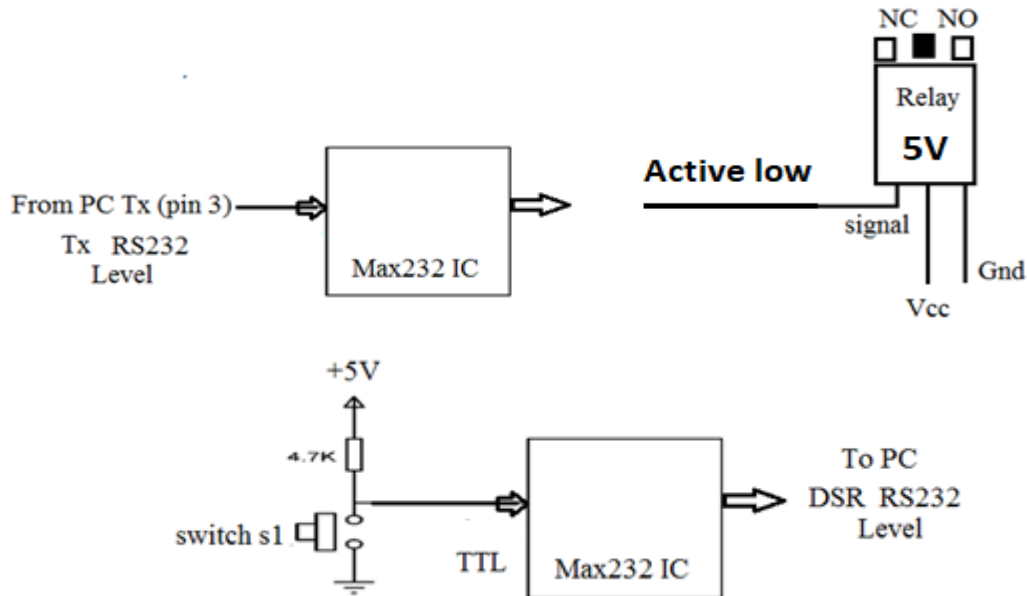 NC NO
Relay
5V
Active low
From PC Tx (pin 3)
Tx RS232
Level
Max232 IC
signal
Gnd
Vcc
+5V
4.7K
To PC
DSR RS232
Level
switch s1
TTL
Max232 IC